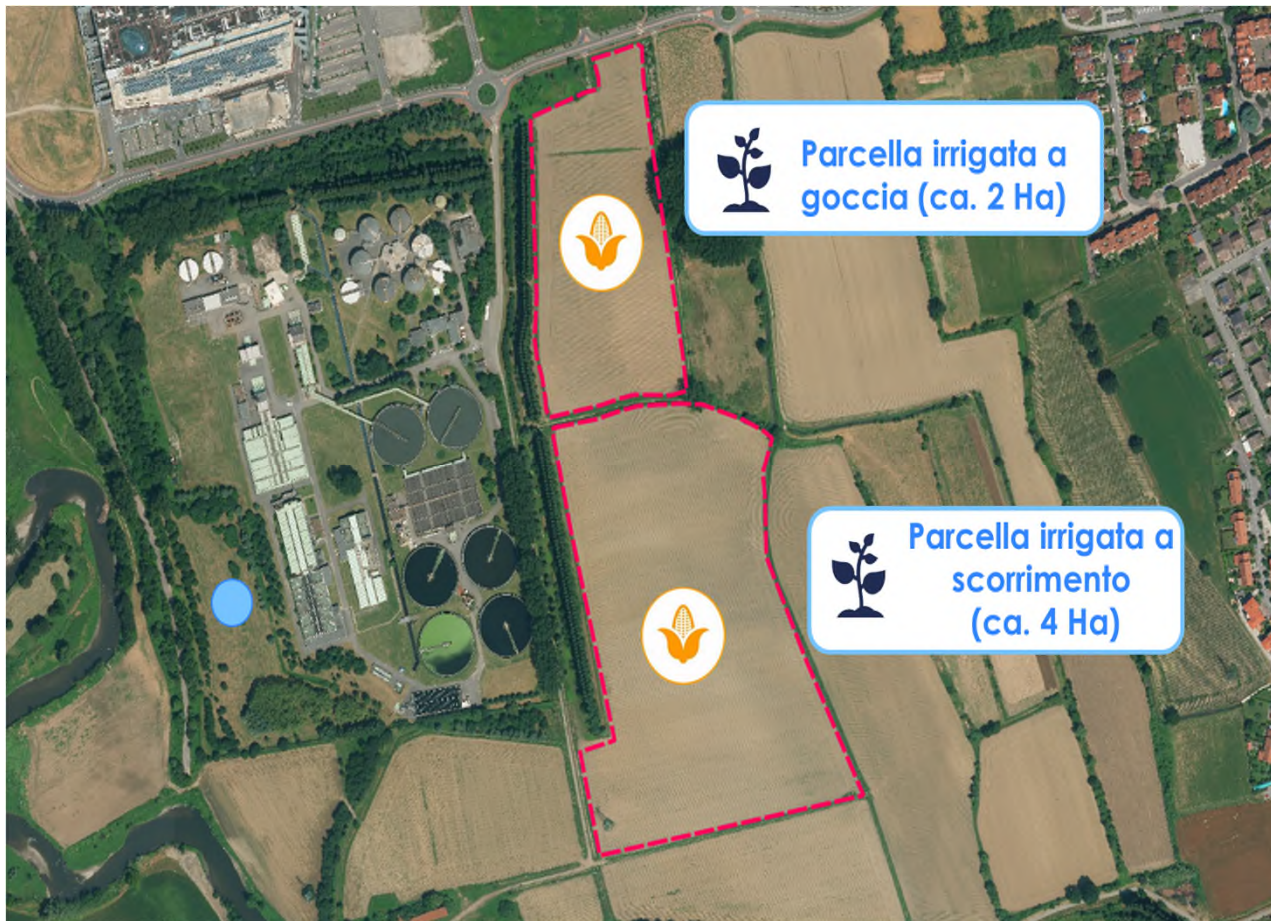 Parcella irrigata a
goccia (ca. 2 Ha)
Parcella irrigata a
scorrimento
(ca. 4 Ha)